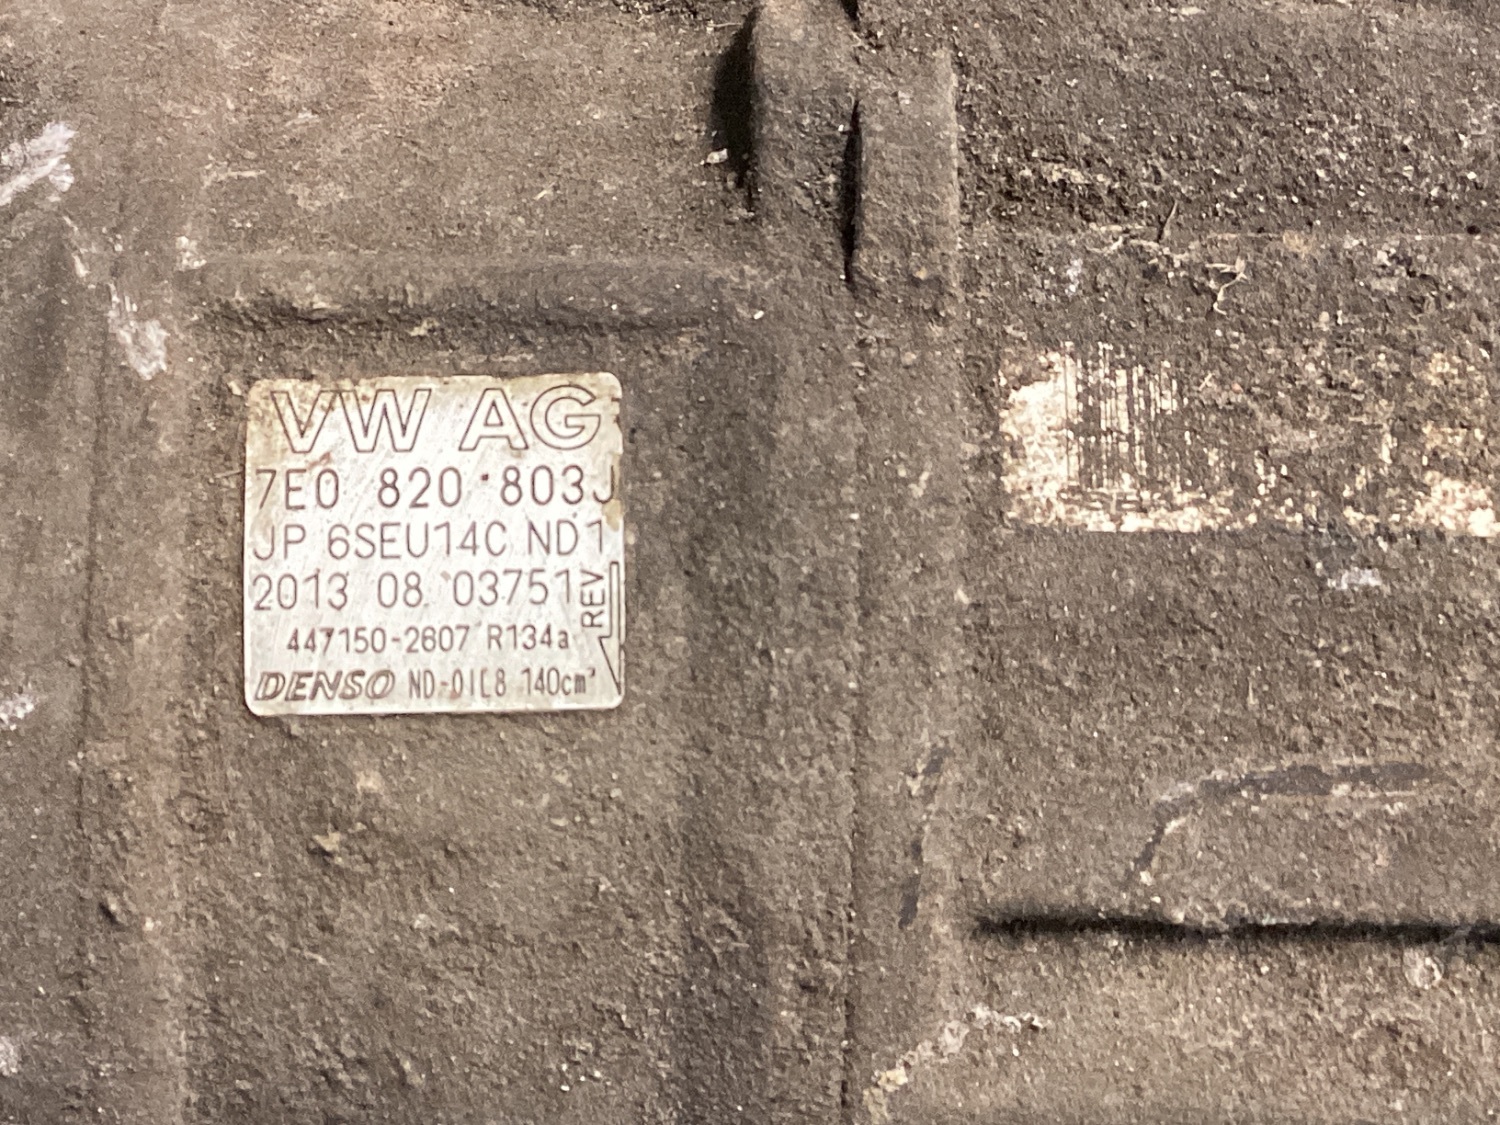 VW AG
7E0 820 803J
JP 6SEU14C ND1
2013 08 03751
REV
447150-2607 R134a
DENSO ND-OIL8 140cm³